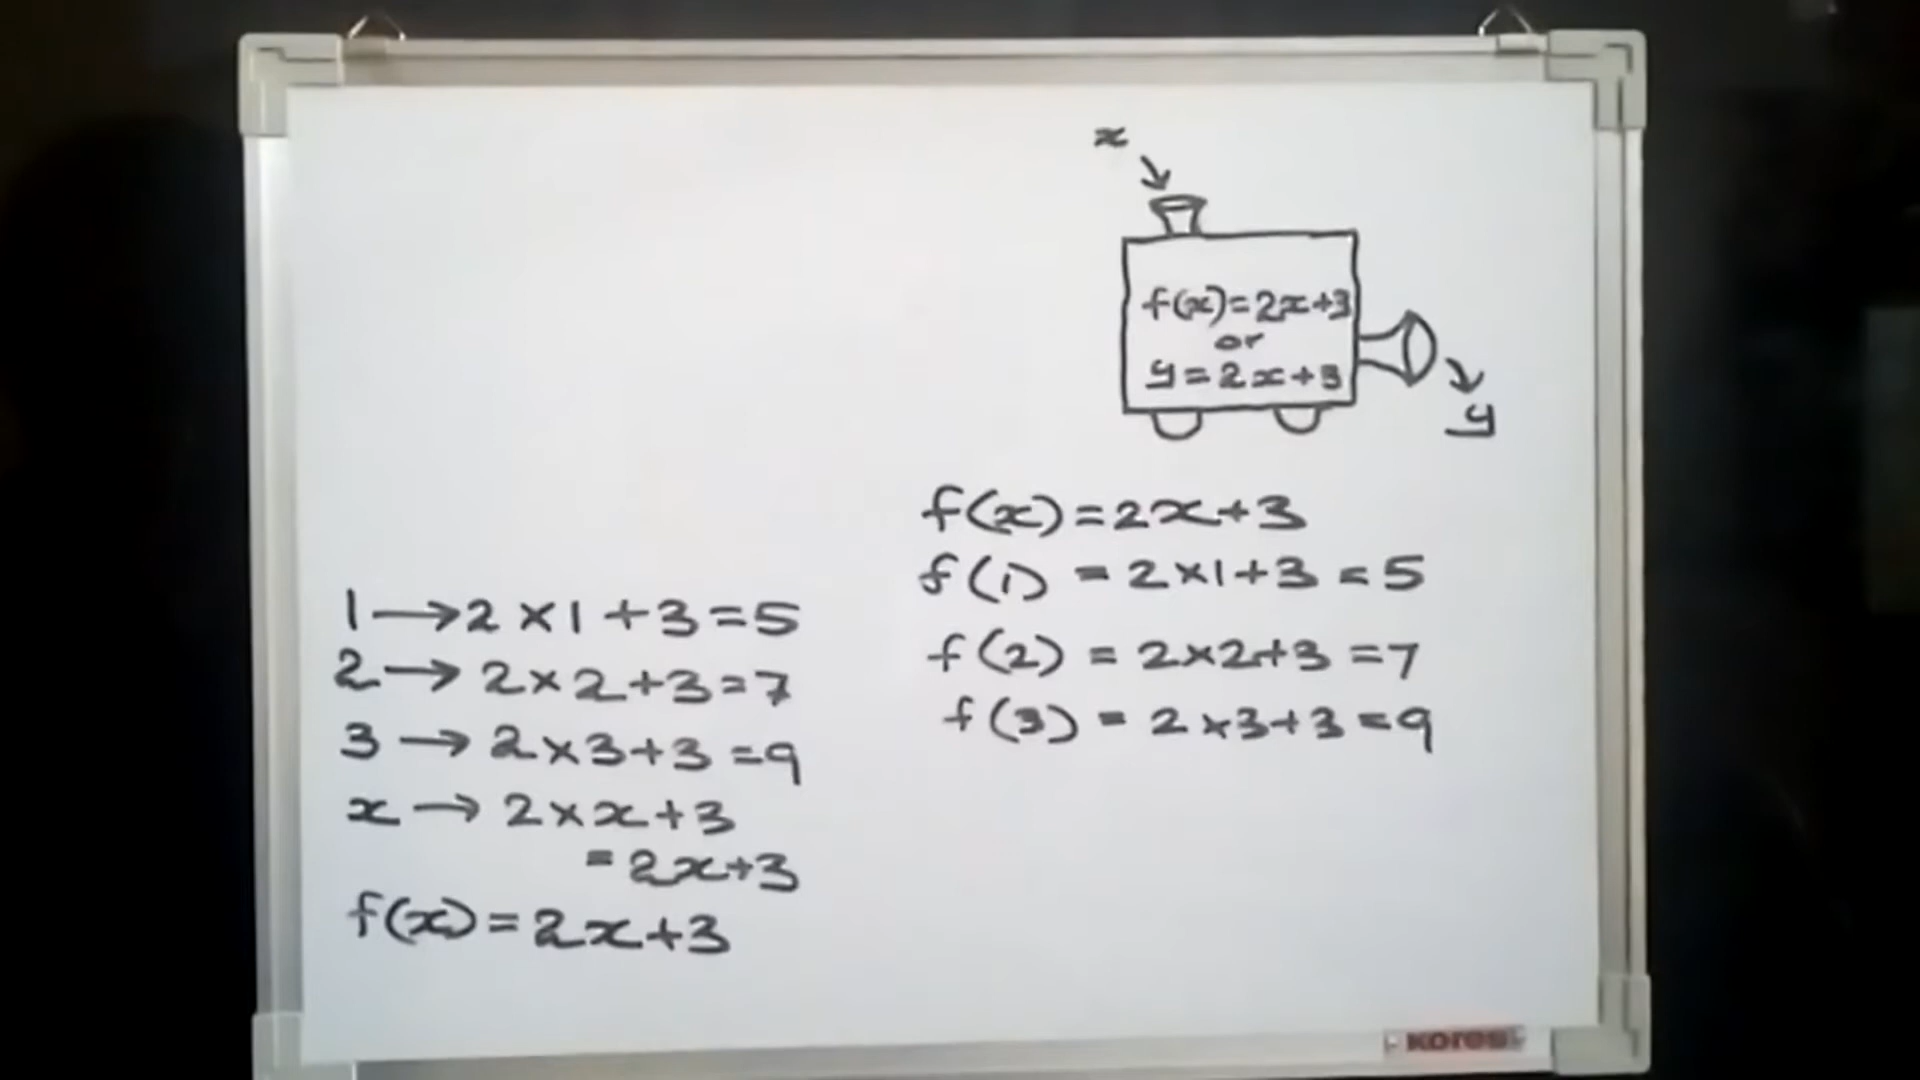 x
f(x)=2x+3
or
y=2x+3
y
f(x)=2x+3
f(1) = 2×1+3=5
f(2) = 2×2+3=7
f(3) = 2×3+3=9
1→2×1+3=5
2→2×2+3=7
3→2×3+3=9
x→2×x+3
=2x+3
f(x)=2x+3
Kores